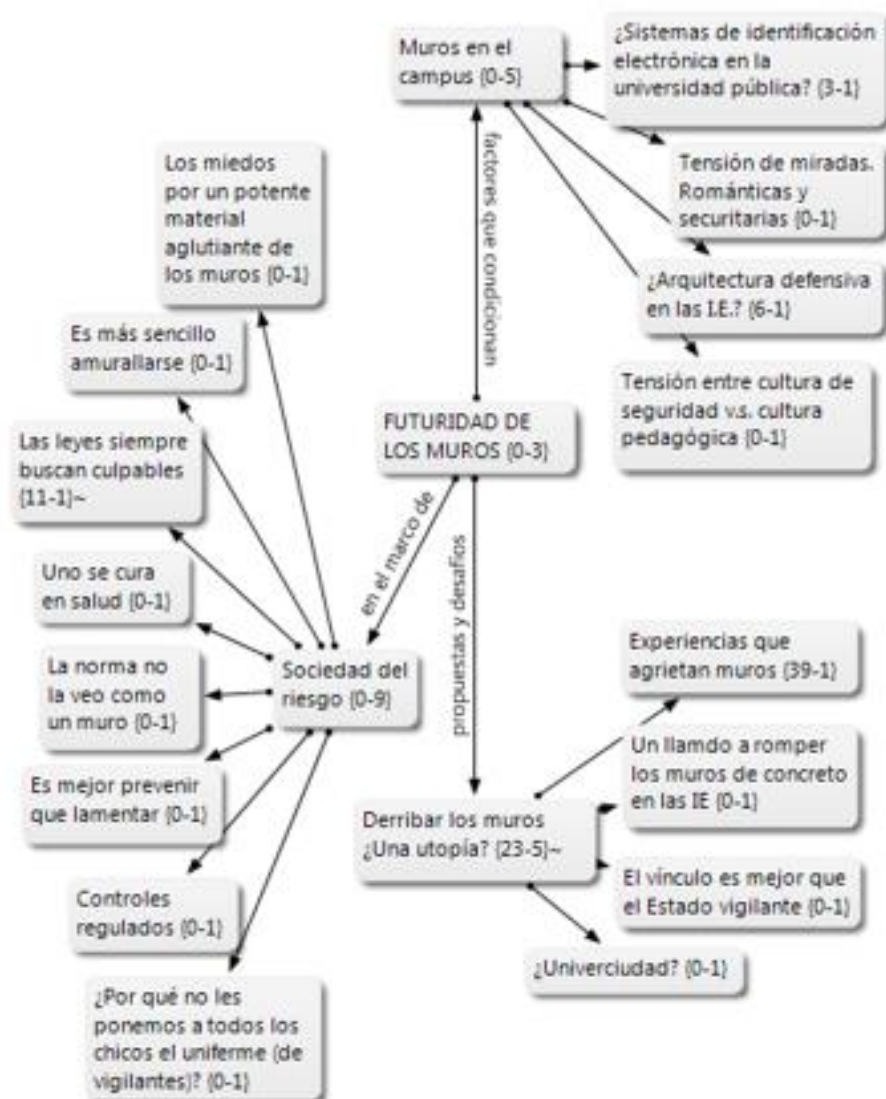 Muros en el
campus {0-5}
¿Sistemas de identificación
electrónica en la
universidad pública? {3-1}
Tensión de miradas.
Románticas y
securitarias {0-1}
¿Arquitectura defensiva
en las I.E.? {6-1}
Tensión entre cultura de
seguridad v.s. cultura
pedagógica {0-1}
factores que condicionan
Los miedos
por un potente
material
aglutiante de
los muros {0-1}
Es más sencillo
amurallarse {0-1}
Las leyes siempre
buscan culpables
{11-1}~
Uno se cura
en salud {0-1}
La norma no
la veo como
un muro {0-1}
Es mejor prevenir
que lamentar {0-1}
Controles
regulados {0-1}
¿Por qué no les
ponemos a todos los
chicos el uniferme (de
vigilantes)? {0-1}
FUTURIDAD DE
LOS MUROS {0-3}
en el marco de
Sociedad del
riesgo {0-9}
propuestas y desafíos
Derribar los muros
¿Una utopía? {23-5}~
Experiencias que
agrietan muros {39-1}
Un llamdo a romper
los muros de concreto
en las IE {0-1}
El vínculo es mejor que
el Estado vigilante {0-1}
¿Univerciudad? {0-1}